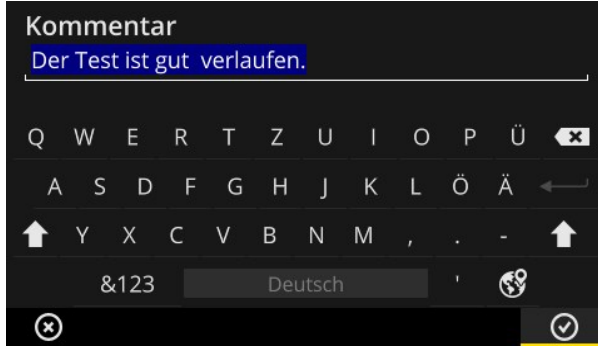 Kommentar
Der Test ist gut  verlaufen.
Q W E R T Z U I O P Ü
A S D F G H J K L Ö Ä
Y X C V B N M , . -
&123 Deutsch '